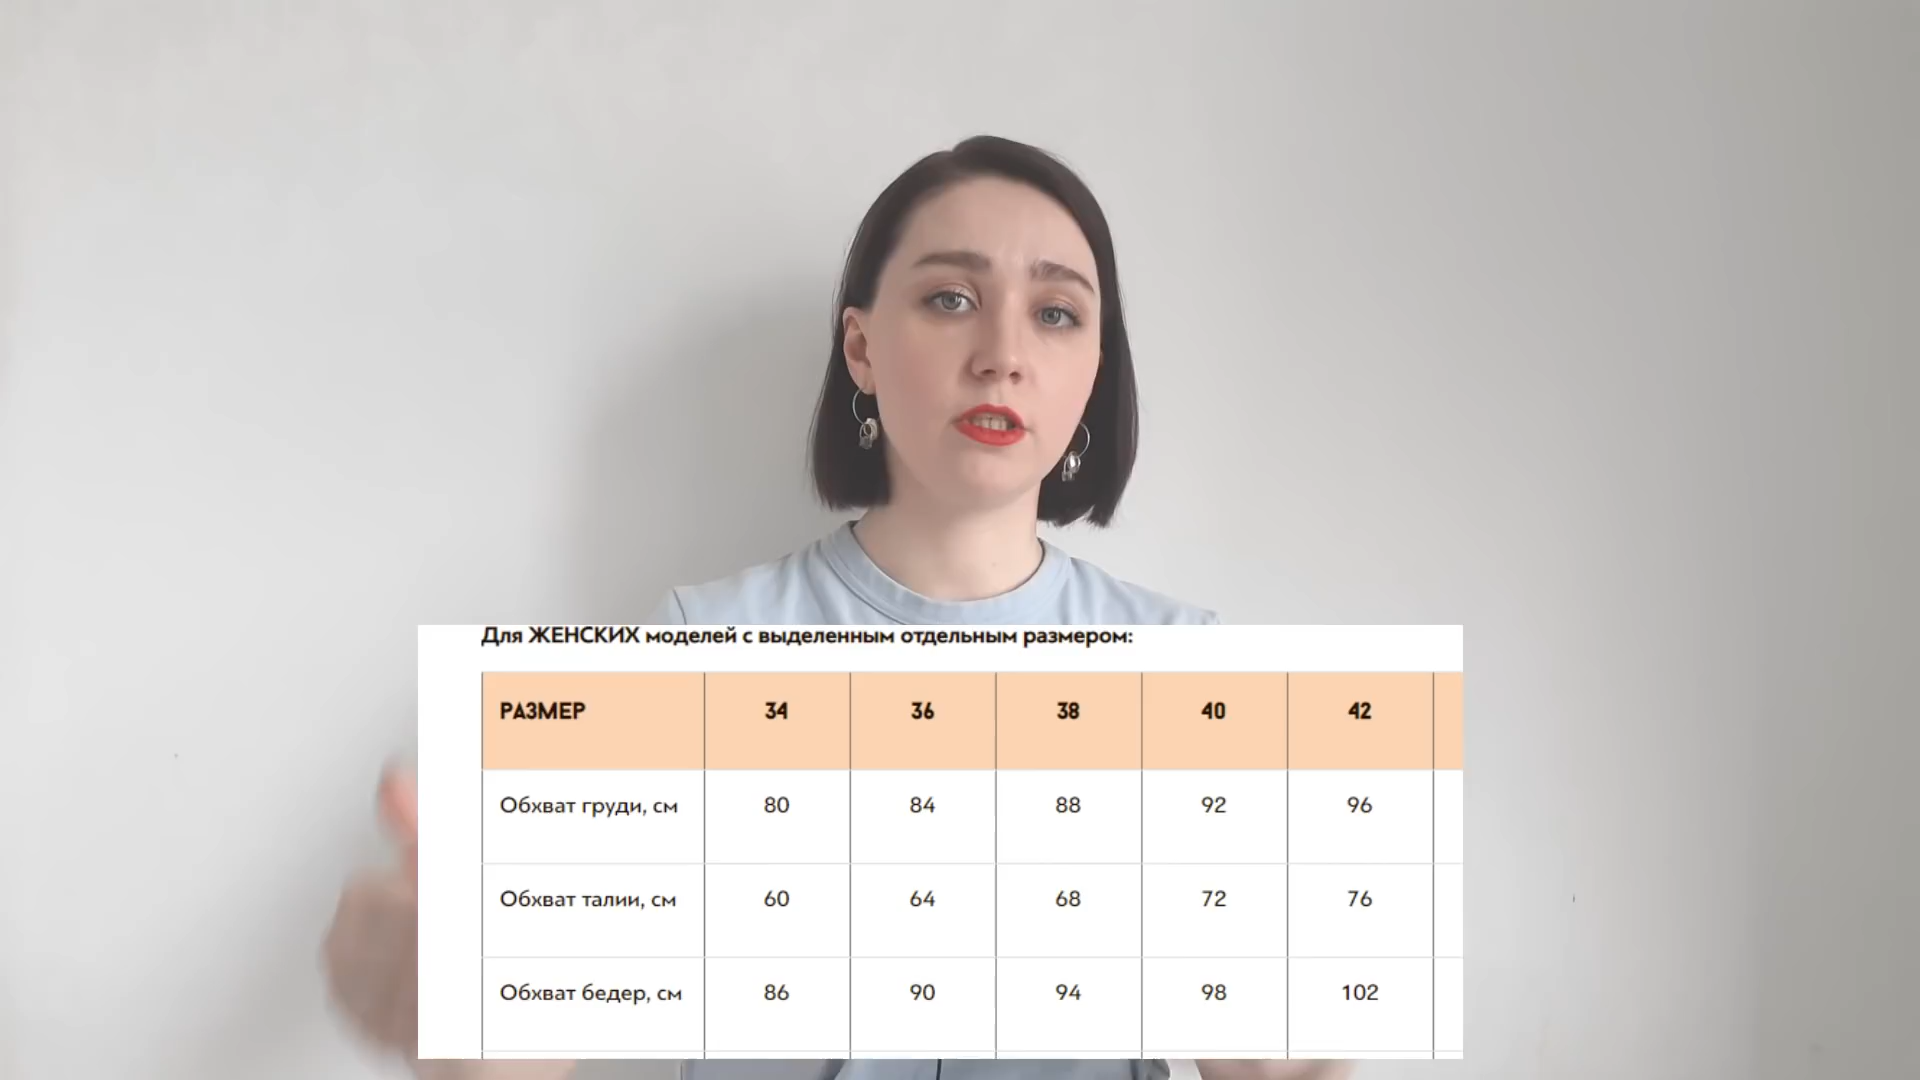 Для ЖЕНСКИХ моделей с выделенным отдельным размером:
РАЗМЕР 34 36 38 40 42
Обхват груди, см 80 84 88 92 96
Обхват талии, см 60 64 68 72 76
Обхват бедер, см 86 90 94 98 102